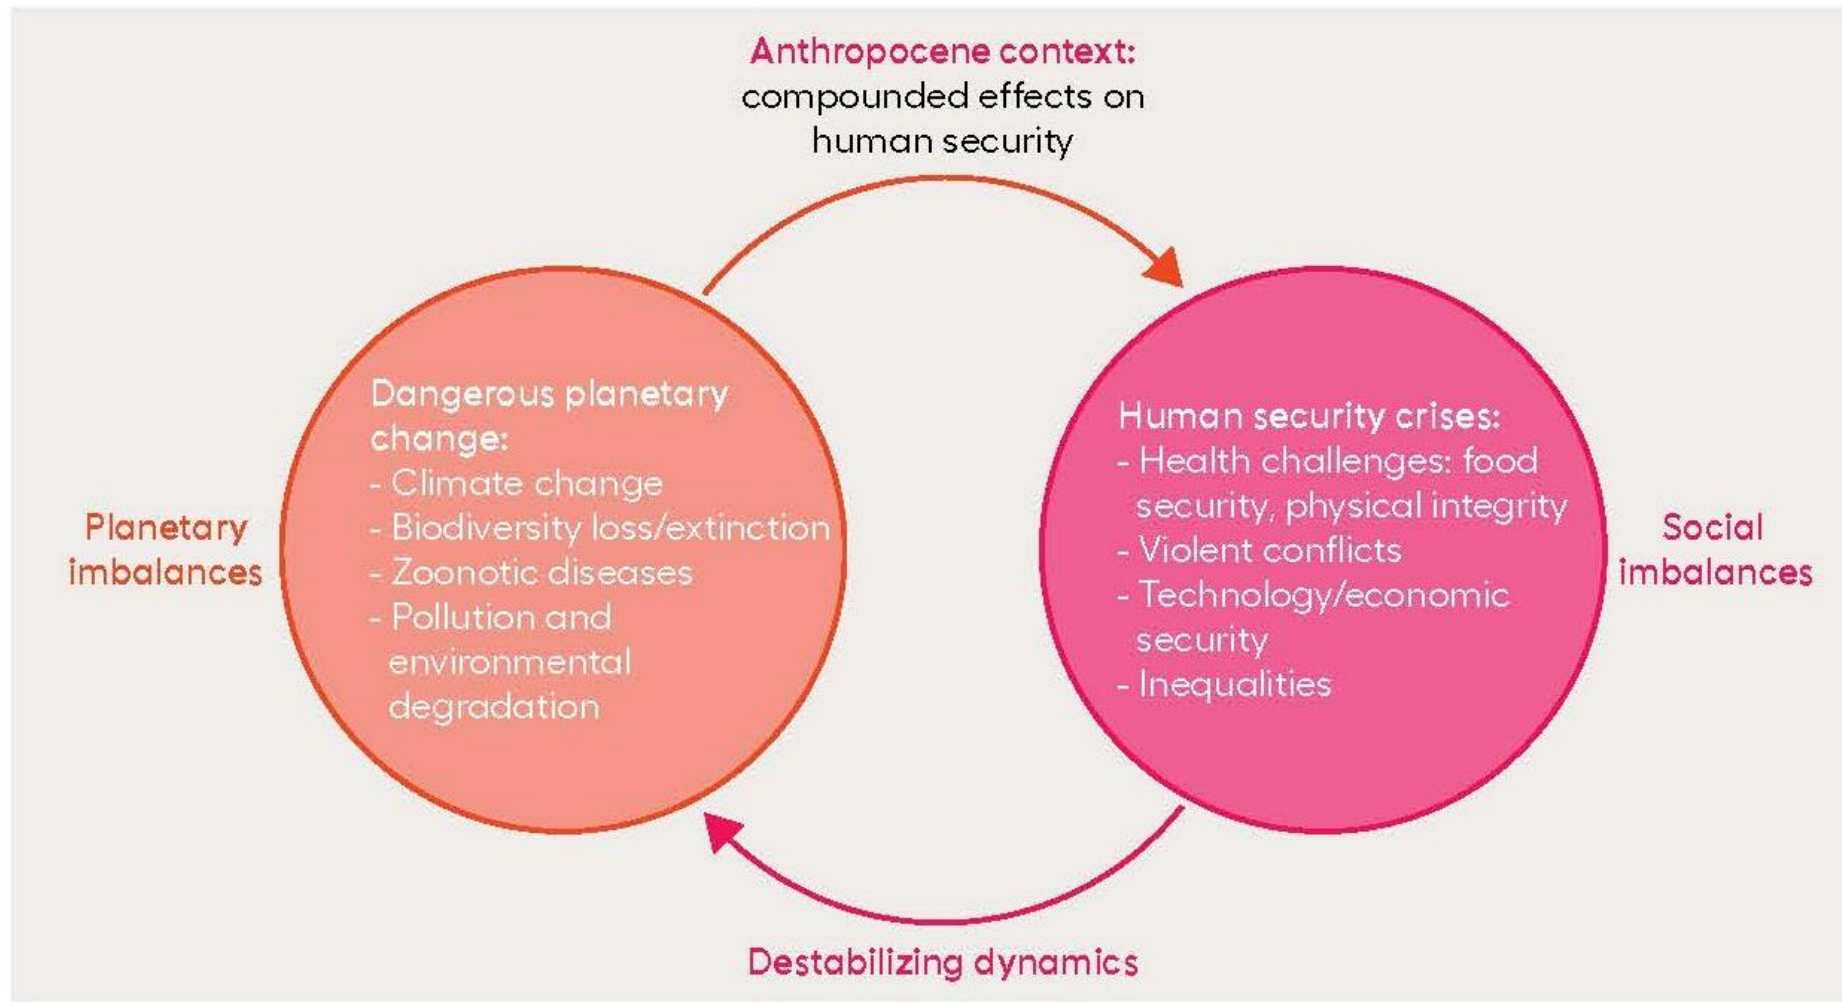 Anthropocene context:
compounded effects on
human security
Planetary
imbalances
Dangerous planetary
change:
- Climate change
- Biodiversity loss/extinction
- Zoonotic diseases
- Pollution and
environmental
degradation
Human security crises:
- Health challenges: food
security, physical integrity
- Violent conflicts
- Technology/economic
security
- Inequalities
Social
imbalances
Destabilizing dynamics